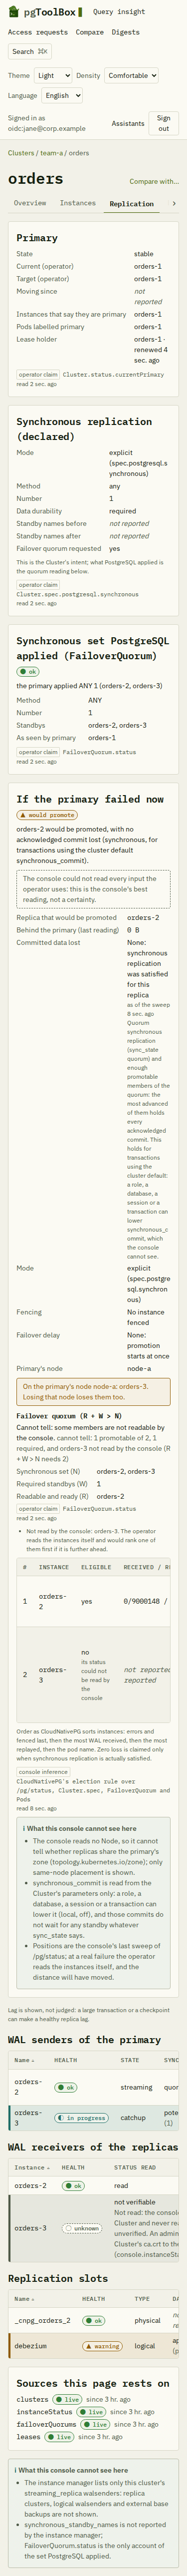 pgToolBox Query insight
Access requests Compare Digests
Search ⌘K
Theme Light Density Comfortable
Language English
Signed in as
oidc:jane@corp.example
Assistants
Sign
out
Clusters / team-a / orders
orders
Compare with…
Overview Instances Replication ›
Primary
State stable
Current (operator) orders-1
Target (operator) orders-1
Moving since not
reported
Instances that say they are primary orders-1
Pods labelled primary orders-1
Lease holder orders-1 ·
renewed 4
sec. ago
operator claim Cluster.status.currentPrimary
read 2 sec. ago
Synchronous replication
(declared)
Mode explicit
(spec.postgresql.s
ynchronous)
Method any
Number 1
Data durability required
Standby names before not reported
Standby names after not reported
Failover quorum requested yes
This is the Cluster's intent; what PostgreSQL applied is
the quorum reading below.
operator claim
Cluster.spec.postgresql.synchronous
read 2 sec. ago
Synchronous set PostgreSQL
applied (FailoverQuorum)
ok
the primary applied ANY 1 (orders-2, orders-3)
Method ANY
Number 1
Standbys orders-2, orders-3
As seen by primary orders-1
operator claim FailoverQuorum.status
read 2 sec. ago
If the primary failed now
would promote
orders-2 would be promoted, with no
acknowledged commit lost (synchronous, for
transactions using the cluster default
synchronous_commit).
The console could not read every input the
operator uses: this is the console's best
reading, not a certainty.
Replica that would be promoted orders-2
Behind the primary (last reading) 0 B
Committed data lost None:
synchronous
replication
was satisfied
for this
replica
as of the sweep
8 sec. ago
Quorum
synchronous
replication
(sync_state
quorum) and
enough
promotable
members of the
quorum: the
most advanced
of them holds
every
acknowledged
commit. This
holds for
transactions
using the
cluster default:
a role, a
database, a
session or a
transaction can
lower
synchronous_c
ommit, which
the console
cannot see.
Mode explicit
(spec.postgre
sql.synchron
ous)
Fencing No instance
fenced
Failover delay None:
promotion
starts at once
Primary's node node-a
On the primary's node node-a: orders-3.
Losing that node loses them too.
Failover quorum (R + W > N)
Cannot tell: some members are not readable by
the console. cannot tell: 1 promotable of 2, 1
required, and orders-3 not read by the console (R
+ W > N needs 2)
Synchronous set (N) orders-2, orders-3
Required standbys (W) 1
Readable and ready (R) orders-2
operator claim FailoverQuorum.status
read 2 sec. ago
• Not read by the console: orders-3. The operator
reads the instances itself and would rank one of
them first if it is further ahead.
# INSTANCE ELIGIBLE RECEIVED / RE
1 orders-
2 yes 0/9000148 /
2 orders-
3 no
its status
could not
be read by
the
console
not reported
reported
Order as CloudNativePG sorts instances: errors and
fenced last, then the most WAL received, then the most
replayed, then the pod name. Zero loss is claimed only
when synchronous replication is actually satisfied.
console inference
CloudNativePG's election rule over
/pg/status, Cluster.spec, FailoverQuorum and
Pods
read 8 sec. ago
i What this console cannot see here
• The console reads no Node, so it cannot
tell whether replicas share the primary's
zone (topology.kubernetes.io/zone); only
same-node placement is shown.
• synchronous_commit is read from the
Cluster's parameters only: a role, a
database, a session or a transaction can
lower it (local, off), and those commits do
not wait for any standby whatever
sync_state says.
• Positions are the console's last sweep of
/pg/status; at a real failure the operator
reads the instances itself, and the
distance will have moved.
Lag is shown, not judged: a large transaction or a checkpoint
can make a healthy replica lag.
WAL senders of the primary
NAME HEALTH STATE SYNC
orders-
2 ok streaming quor
orders-
3 in progress catchup pote
(1)
WAL receivers of the replicas
Instance HEALTH STATUS READ
orders-2 ok read
orders-3 unknown not verifiable
Not read: the console
Cluster and never rea
unverified. An admin
Cluster's ca.crt to the
(console.instanceSta
Replication slots
NAME HEALTH TYPE DA
_cnpg_orders_2 ok physical no
re
debezium warning logical ap
(p
Sources this page rests on
clusters live since 3 hr. ago
instanceStatus live since 3 hr. ago
failoverQuorums live since 3 hr. ago
leases live since 3 hr. ago
i What this console cannot see here
• The instance manager lists only this cluster's
streaming_replica walsenders: replica
clusters, logical walsenders and external base
backups are not shown.
• synchronous_standby_names is not reported
by the instance manager;
FailoverQuorum.status is the only account of
the set PostgreSQL applied.